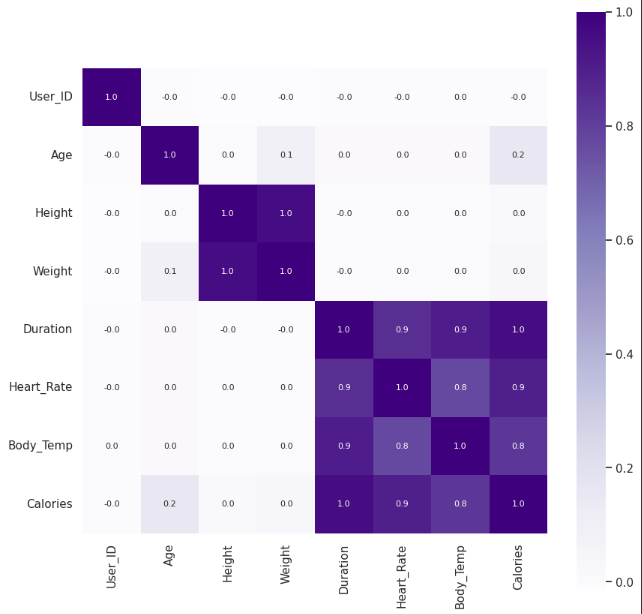 1.0
User_ID 1.0 -0.0 -0.0 -0.0 -0.0 -0.0 0.0 -0.0
0.8
Age -0.0 1.0 0.0 0.1 0.0 0.0 0.0 0.2
Height -0.0 0.0 1.0 1.0 -0.0 0.0 0.0 0.0
0.6
Weight -0.0 0.1 1.0 1.0 -0.0 0.0 0.0 0.0
Duration -0.0 0.0 -0.0 -0.0 1.0 0.9 0.9 1.0
0.4
Heart_Rate -0.0 0.0 0.0 0.0 0.9 1.0 0.8 0.9
Body_Temp 0.0 0.0 0.0 0.0 0.9 0.8 1.0 0.8
0.2
Calories -0.0 0.2 0.0 0.0 1.0 0.9 0.8 1.0
0.0
User_ID Age Height Weight Duration Heart_Rate Body_Temp Calories